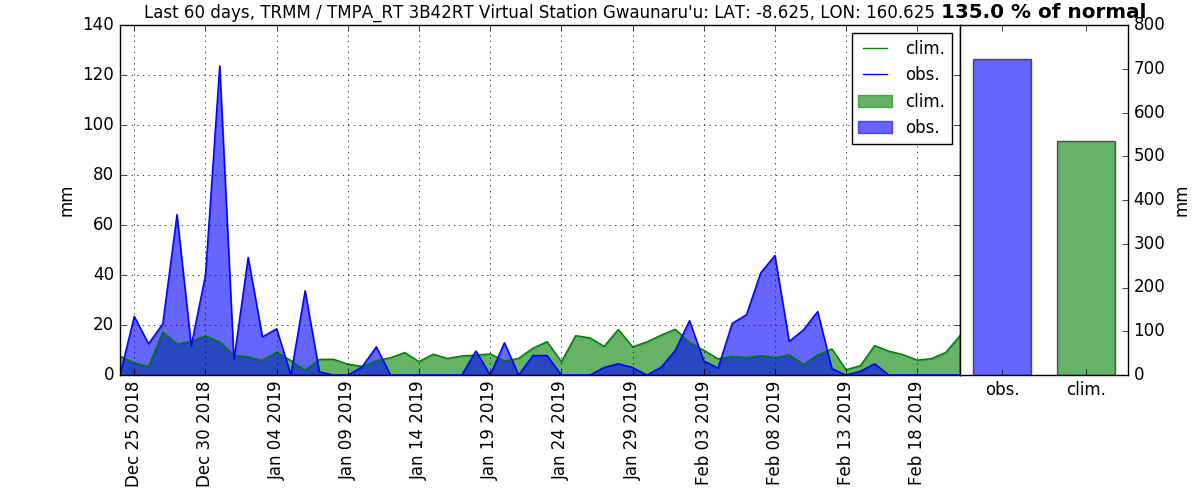 Last 60 days, TRMM / TMPA_RT 3B42RT Virtual Station Gwaunaru'u: LAT: -8.625, LON: 160.625 135.0 % of normal
140
120
100
80
60
40
20
0
mm
clim.
obs.
clim.
obs.
800
700
600
500
400
300
200
100
0
mm
Dec 25 2018
Dec 30 2018
Jan 04 2019
Jan 09 2019
Jan 14 2019
Jan 19 2019
Jan 24 2019
Jan 29 2019
Feb 03 2019
Feb 08 2019
Feb 13 2019
Feb 18 2019
obs.
clim.